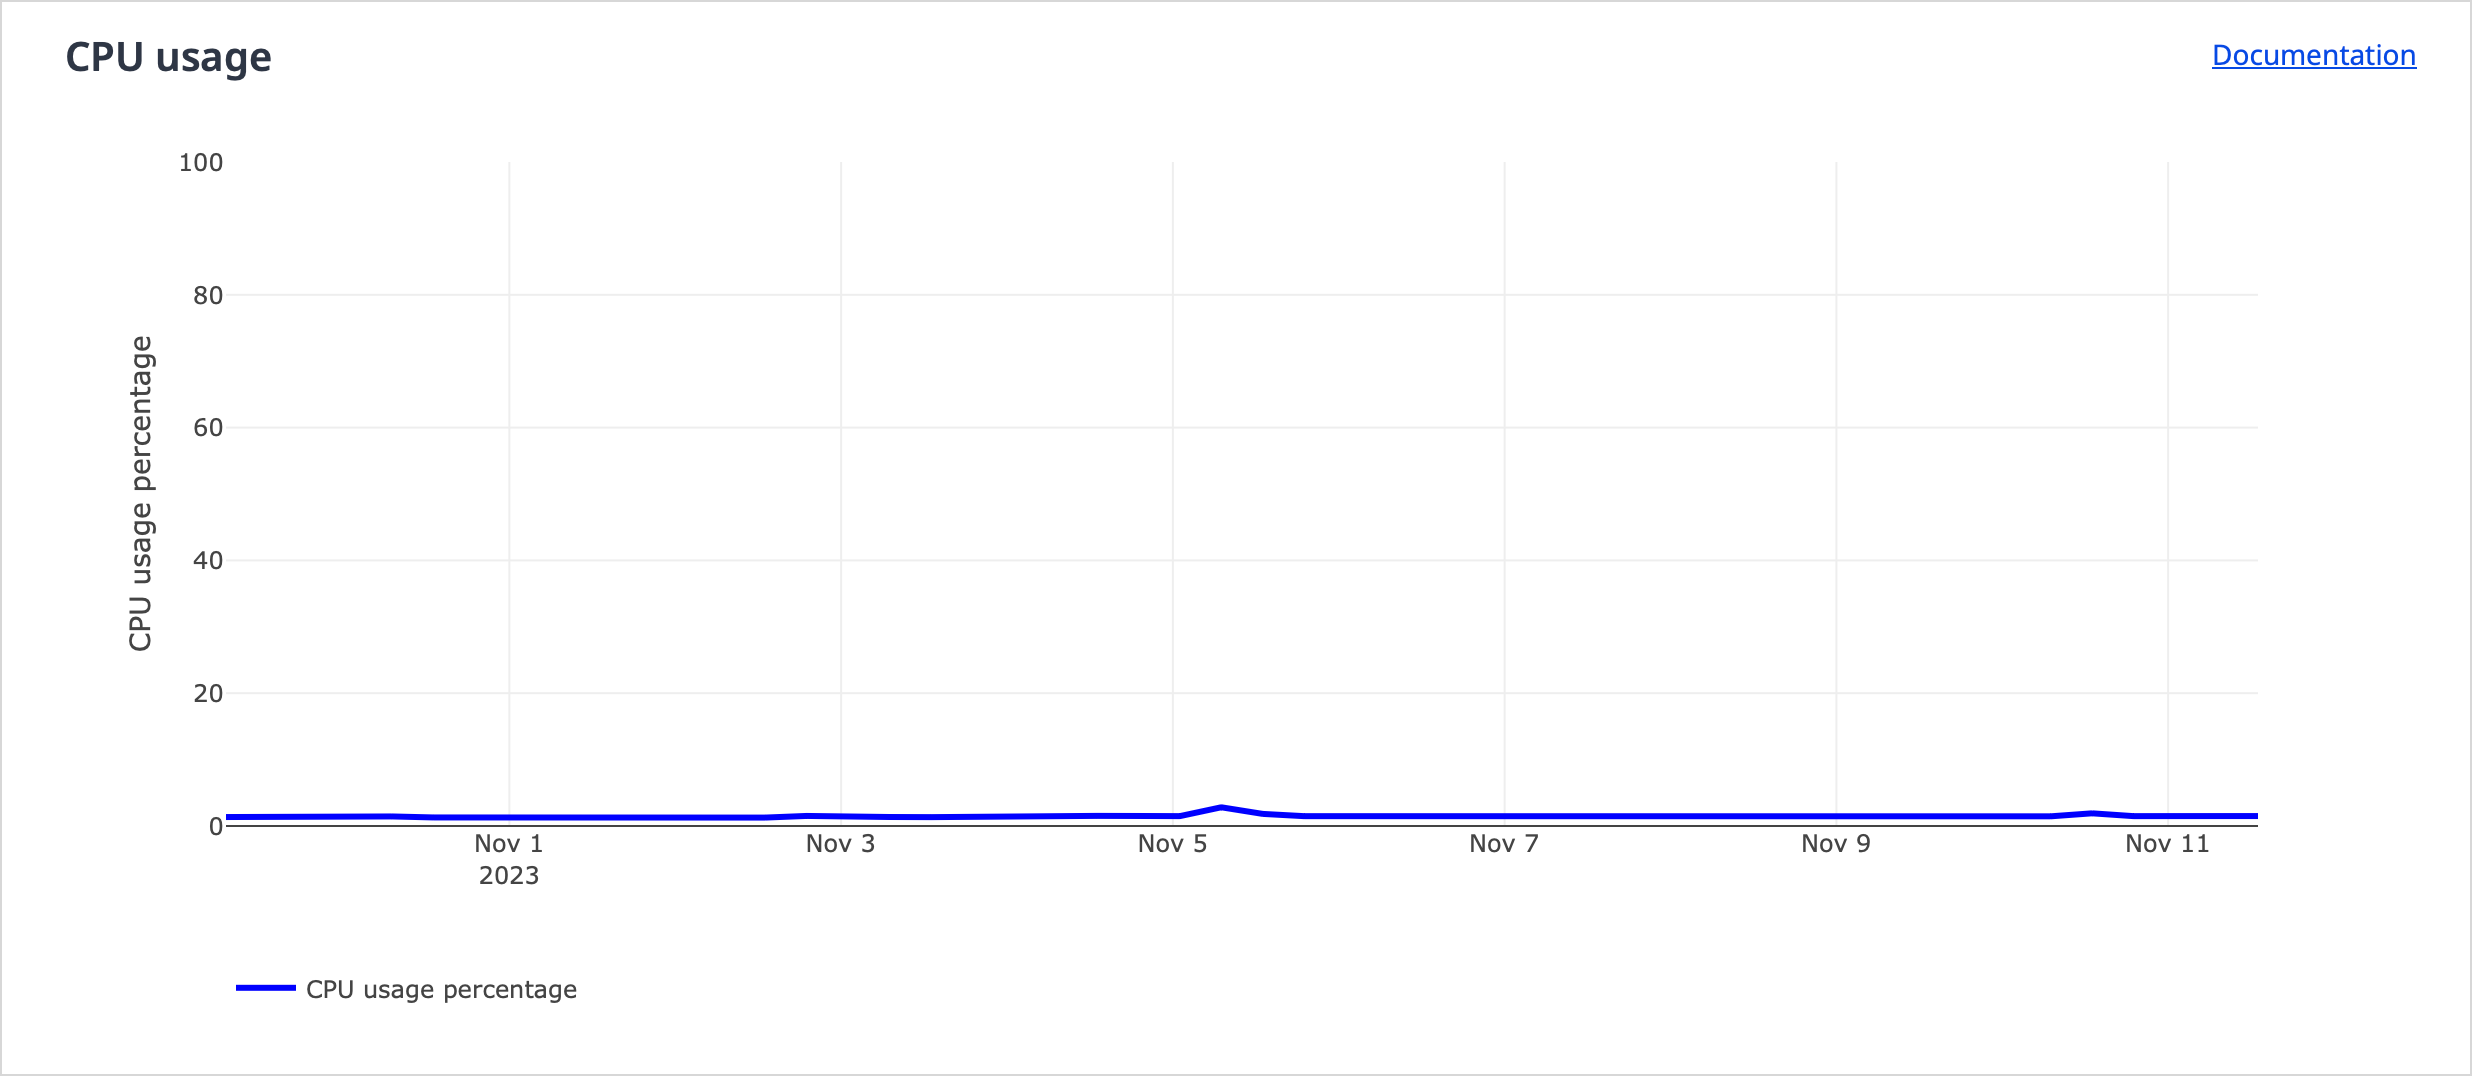 CPU usage
Documentation
CPU usage percentage
100
80
60
40
20
0
Nov 1
2023
Nov 3
Nov 5
Nov 7
Nov 9
Nov 11
CPU usage percentage